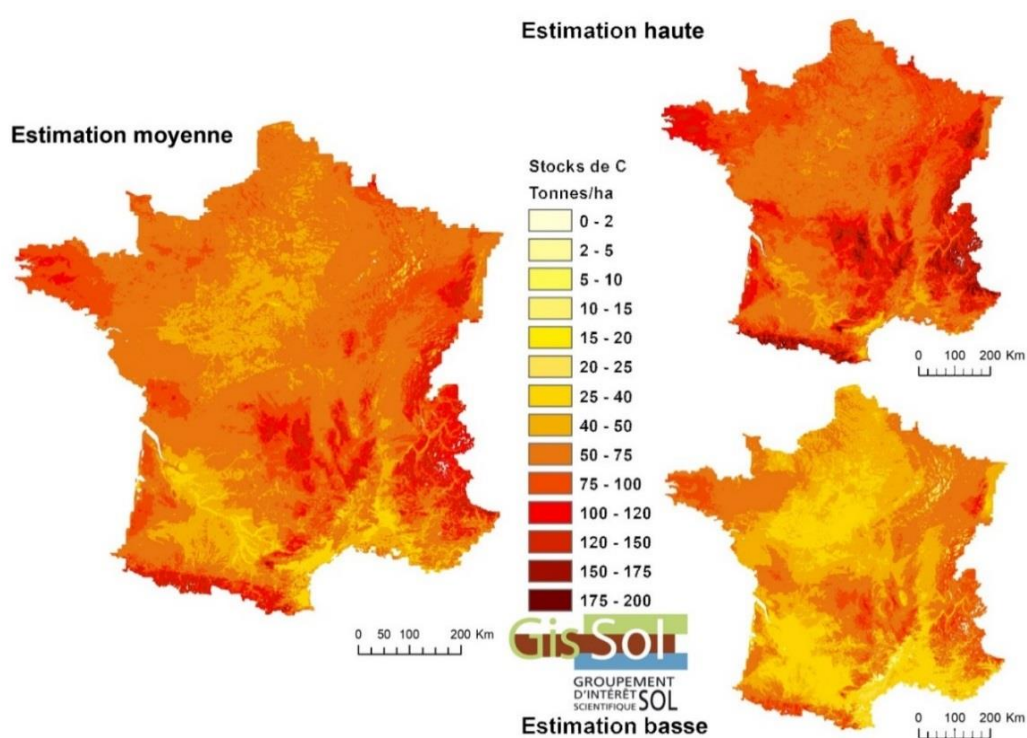 Estimation moyenne
0 50 100 200 Km
Estimation haute
0 100 200 Km
Stocks de C
Tonnes/ha
0 - 2
2 - 5
5 - 10
10 - 15
15 - 20
20 - 25
25 - 40
40 - 50
50 - 75
75 - 100
100 - 120
120 - 150
150 - 175
175 - 200
Gis Sol
GROUPEMENT
D'INTÉRÊT
SCIENTIFIQUE SOL
Estimation basse
0 100 200 Km